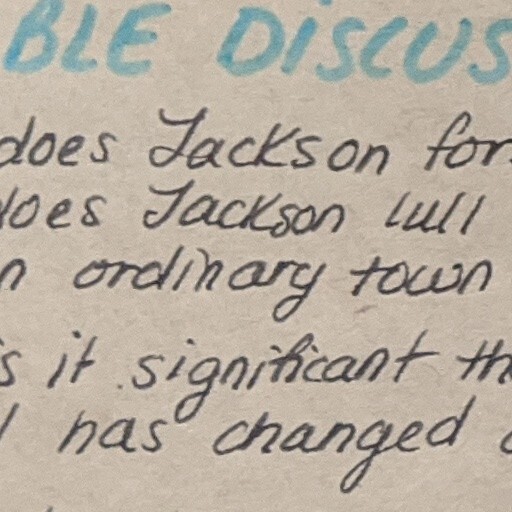 BLE DISCUS
does Jackson for
does Jackson lull
n ordinary town
s it significant th
l has changed